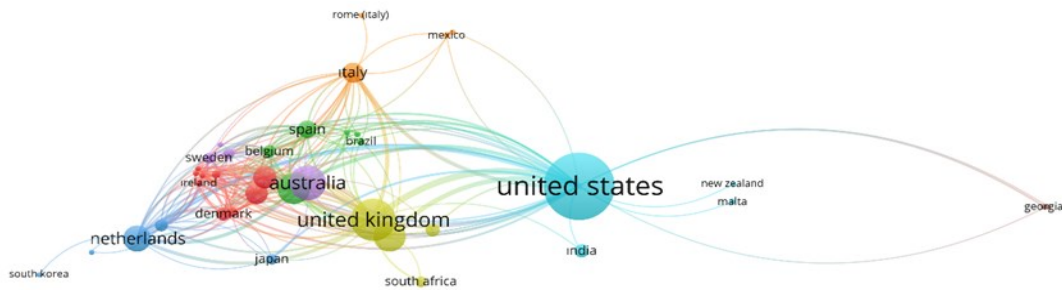 rome (italy)
mexico
italy
spain
brazil
belgium
sweden
ireland
australia
united states
new zealand
malta
georgia
denmark
united kingdom
netherlands
india
japan
south korea
south africa